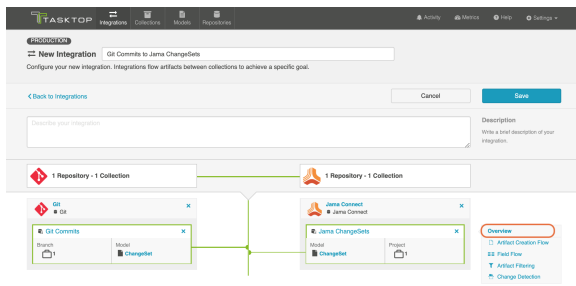 TASKTOP
Integrations
Collections
Models
Repositories
Activity
Metrics
Help
Settings
PRODUCTION
New Integration
Git Commits to Jama ChangeSets
Configure your new integration. Integrations flow artifacts between collections to achieve a specific goal.
Back to Integrations
Cancel
Save
Describe your integration
Description
Write a brief description of your
integration.
1 Repository - 1 Collection
1 Repository - 1 Collection
Git
Git
Jama Connect
Jama Connect
Git Commits
Branch
1
Model
ChangeSet
Jama ChangeSets
Model
ChangeSet
Project
1
Overview
Artifact Creation Flow
Field Flow
Artifact Filtering
Change Detection